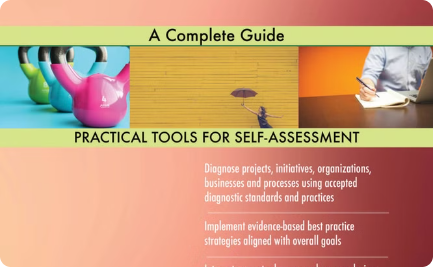 A Complete Guide
PRACTICAL TOOLS FOR SELF-ASSESSMENT
Diagnose projects, initiatives, organizations,
businesses and processes using accepted
diagnostic standards and practices
Implement evidence-based best practice
strategies aligned with overall goals